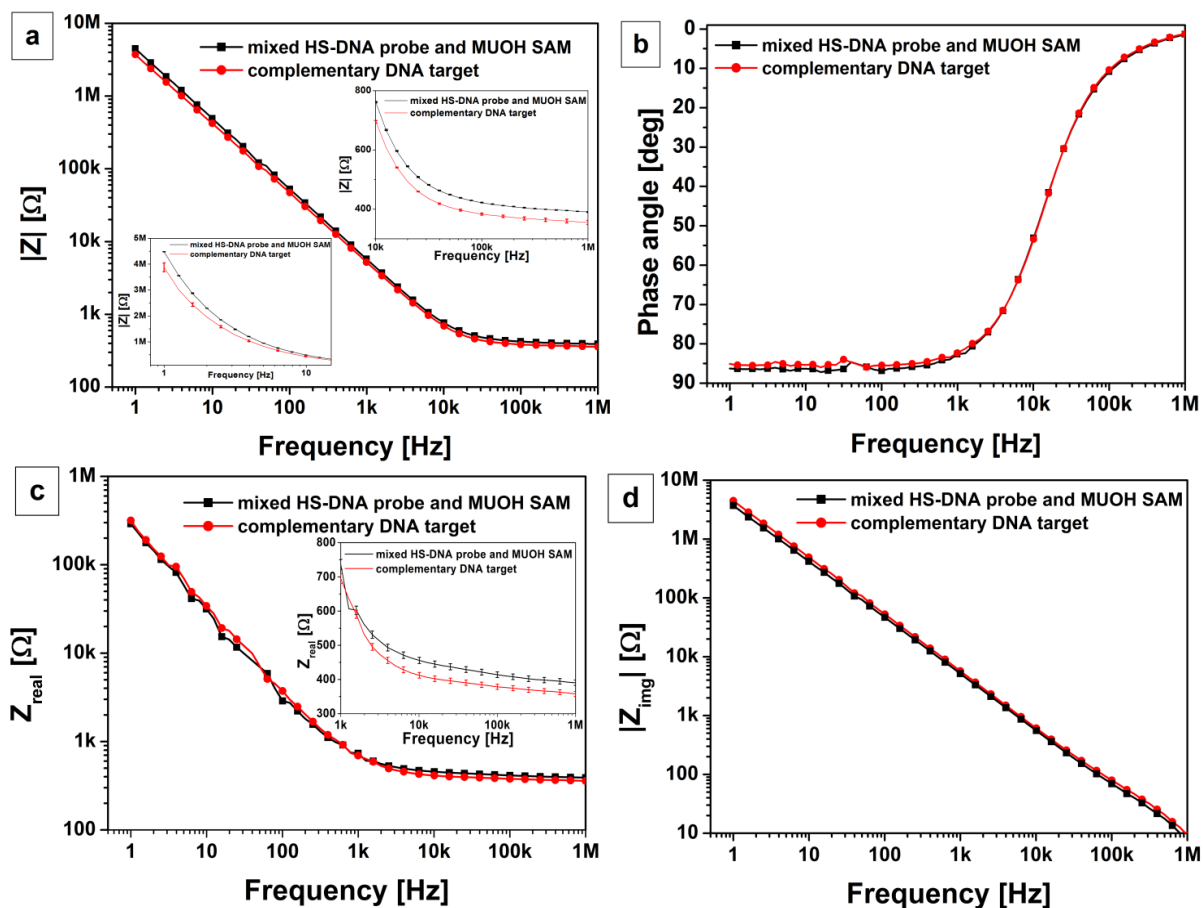 a
10M
1M
100k
10k
1k
100
|Z| [Ω]
1 10 100 1k 10k 100k 1M
Frequency [Hz]
mixed HS-DNA probe and MUOH SAM
complementary DNA target
800
600
400
|Z| [Ω]
mixed HS-DNA probe and MUOH SAM
complementary DNA target
10k 100k 1M
Frequency [Hz]
5M
4M
3M
2M
1M
|Z| [Ω]
mixed HS-DNA probe and MUOH SAM
complementary DNA target
1 10
Frequency [Hz]
b
0
10
20
30
40
50
60
70
80
90
Phase angle [deg]
mixed HS-DNA probe and MUOH SAM
complementary DNA target
1 10 100 1k 10k 100k 1M
Frequency [Hz]
c
1M
100k
10k
1k
100
Zreal [Ω]
mixed HS-DNA probe and MUOH SAM
complementary DNA target
800
700
600
500
400
300
Zreal [Ω]
mixed HS-DNA probe and MUOH SAM
complementary DNA target
1k 10k 100k 1M
Frequency [Hz]
1 10 100 1k 10k 100k 1M
Frequency [Hz]
d
10M
1M
100k
10k
1k
100
10
|Zimg| [Ω]
mixed HS-DNA probe and MUOH SAM
complementary DNA target
1 10 100 1k 10k 100k 1M
Frequency [Hz]